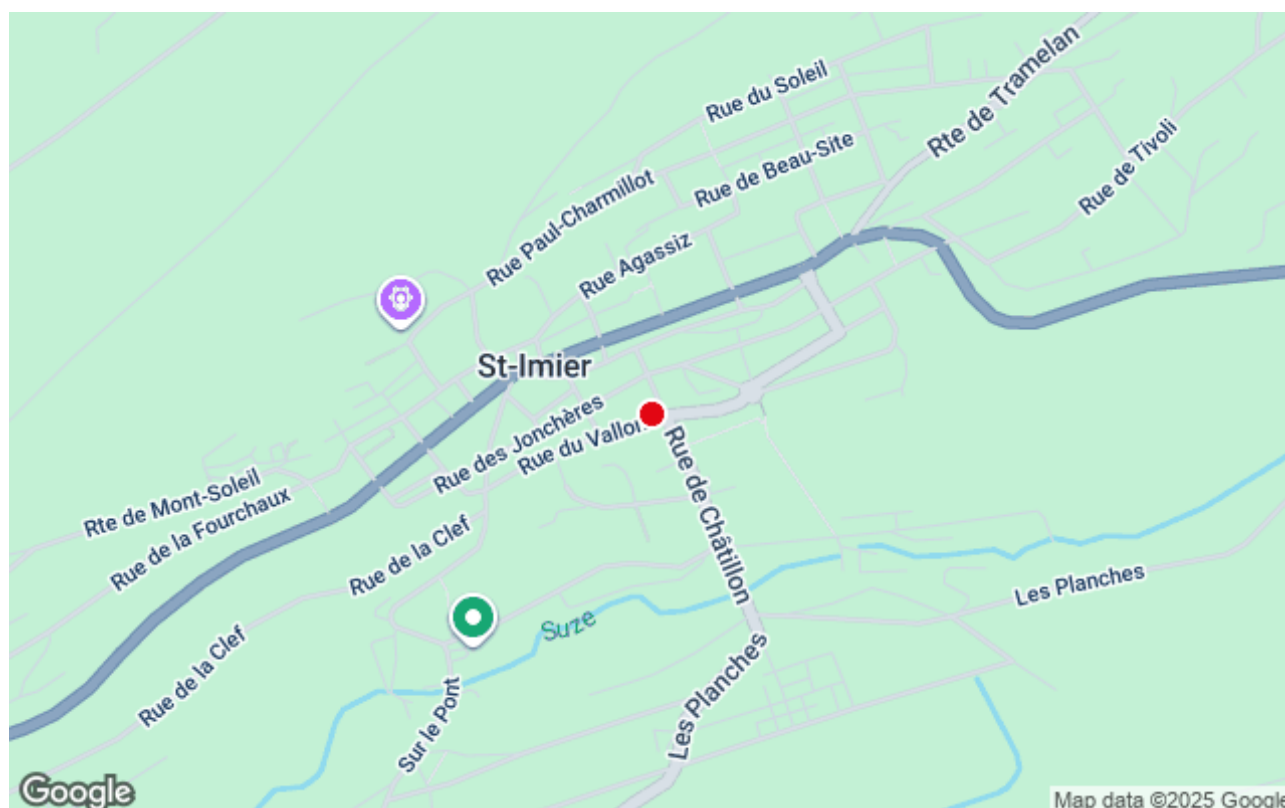 Rte de Tramelan
Rue du Soleil
Rue de Beau-Site
Rue de Tivoli
Rue Paul-Charmillot
Rue Agassiz
St-Imier
Rue des Jonchères
Rue du Vallon
Rue de Châtillon
Rte de Mont-Soleil
Rue de la Fourchaux
Rue de la Clef
Les Planches
Suze
Rue de la Clef
Les Planches
Sur le Pont
Google
Map data ©2025 Google